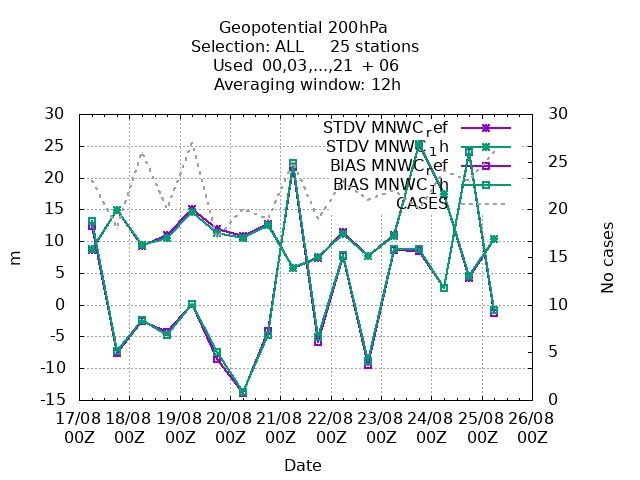 Geopotential 200hPa
Selection: ALL 25 stations
Used 00,03,...,21 + 06
Averaging window: 12h
STDV MNWC_ref
STDV MNWC_1h
BIAS MNWC_ref
BIAS MNWC_1h
CASES
30
25
20
15
10
5
0
-5
-10
-15
m
30
25
20
15
10
5
0
No cases
17/08 18/08 19/08 20/08 21/08 22/08 23/08 24/08 25/08 26/08
00Z 00Z 00Z 00Z 00Z 00Z 00Z 00Z 00Z 00Z
Date